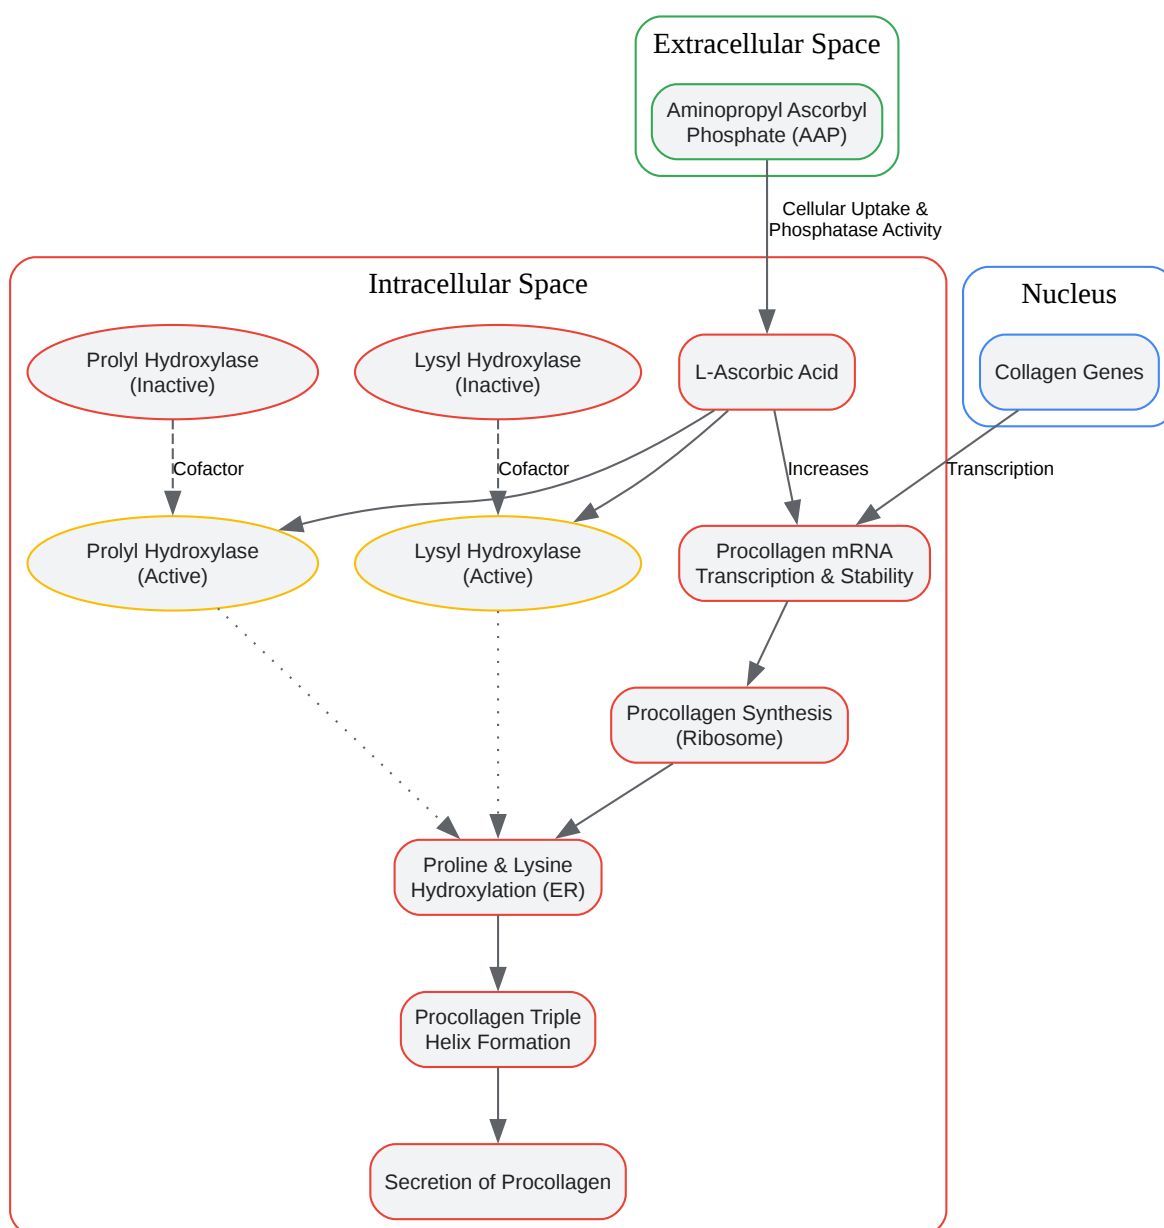 Extracellular Space
Aminopropyl Ascorbyl
Phosphate (AAP)
Cellular Uptake &
Phosphatase Activity
Intracellular Space
Nucleus
Prolyl Hydroxylase
(Inactive)
Lysyl Hydroxylase
(Inactive)
L-Ascorbic Acid
Collagen Genes
Cofactor
Cofactor
Increases
Transcription
Prolyl Hydroxylase
(Active)
Lysyl Hydroxylase
(Active)
Procollagen mRNA
Transcription & Stability
Procollagen Synthesis
(Ribosome)
Proline & Lysine
Hydroxylation (ER)
Procollagen Triple
Helix Formation
Secretion of Procollagen